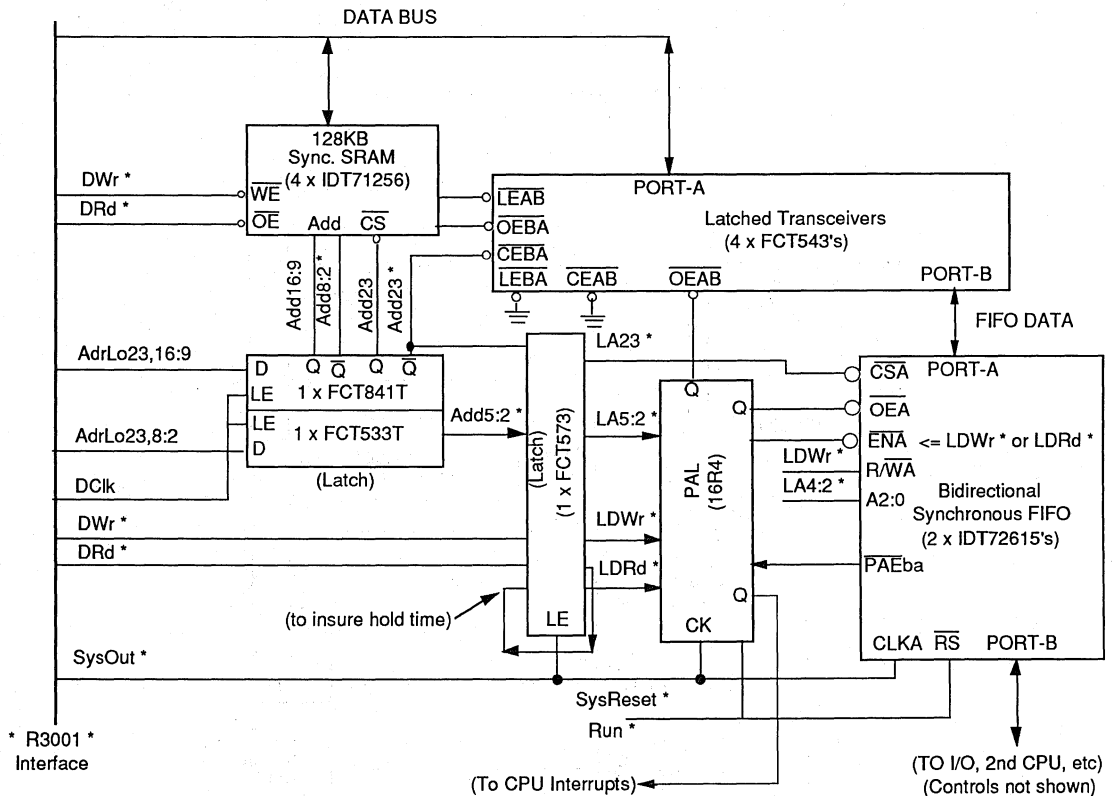 DATA BUS
128KB
Sync. SRAM
(4 x IDT71256)
DWr *
WE
DRd *
OE
Add
CS
PORT-A
LEAB
Latched Transceivers
OEBA
(4 x FCT543's)
CEBA
LEBA
CEAB
OEAB
PORT-B
Add16:9
Add8:2 *
Add23
Add23 *
FIFO DATA
LA23 *
AdrLo23,16:9
D
Q
Q
Q
Q
LE
1 x FCT841T
LE
1 x FCT533T
AdrLo23,8:2
D
(Latch)
Add5:2 *
(Latch)
(1 x FCT573)
LA5:2 *
Q
Q
PAL
(16R4)
PORT-A
CSA
OEA
ENA <= LDWr * or LDRd *
LDWr *
R/WA
LA4:2 *
A2:0
Bidirectional
Synchronous FIFO
(2 x IDT72615's)
DClk
DWr *
LDWr *
DRd *
LDRd *
PAEba
Q
(to insure hold time)
LE
CK
CLKA
RS
PORT-B
SysOut *
SysReset *
Run *
* R3001 *
Interface
(To CPU Interrupts)
(TO I/O, 2nd CPU, etc)
(Controls not shown)